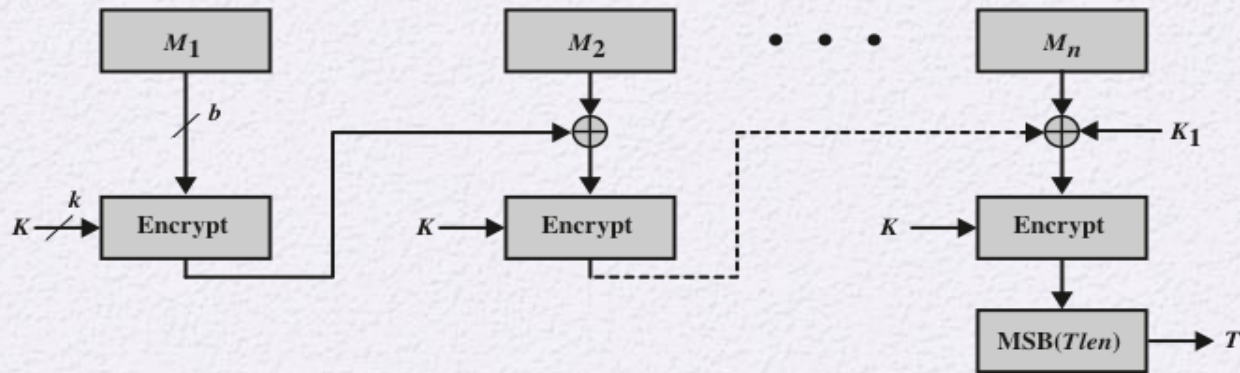 M1 M2 • • • Mn
b
K1
k
K Encrypt K Encrypt K Encrypt
MSB(Tlen) T